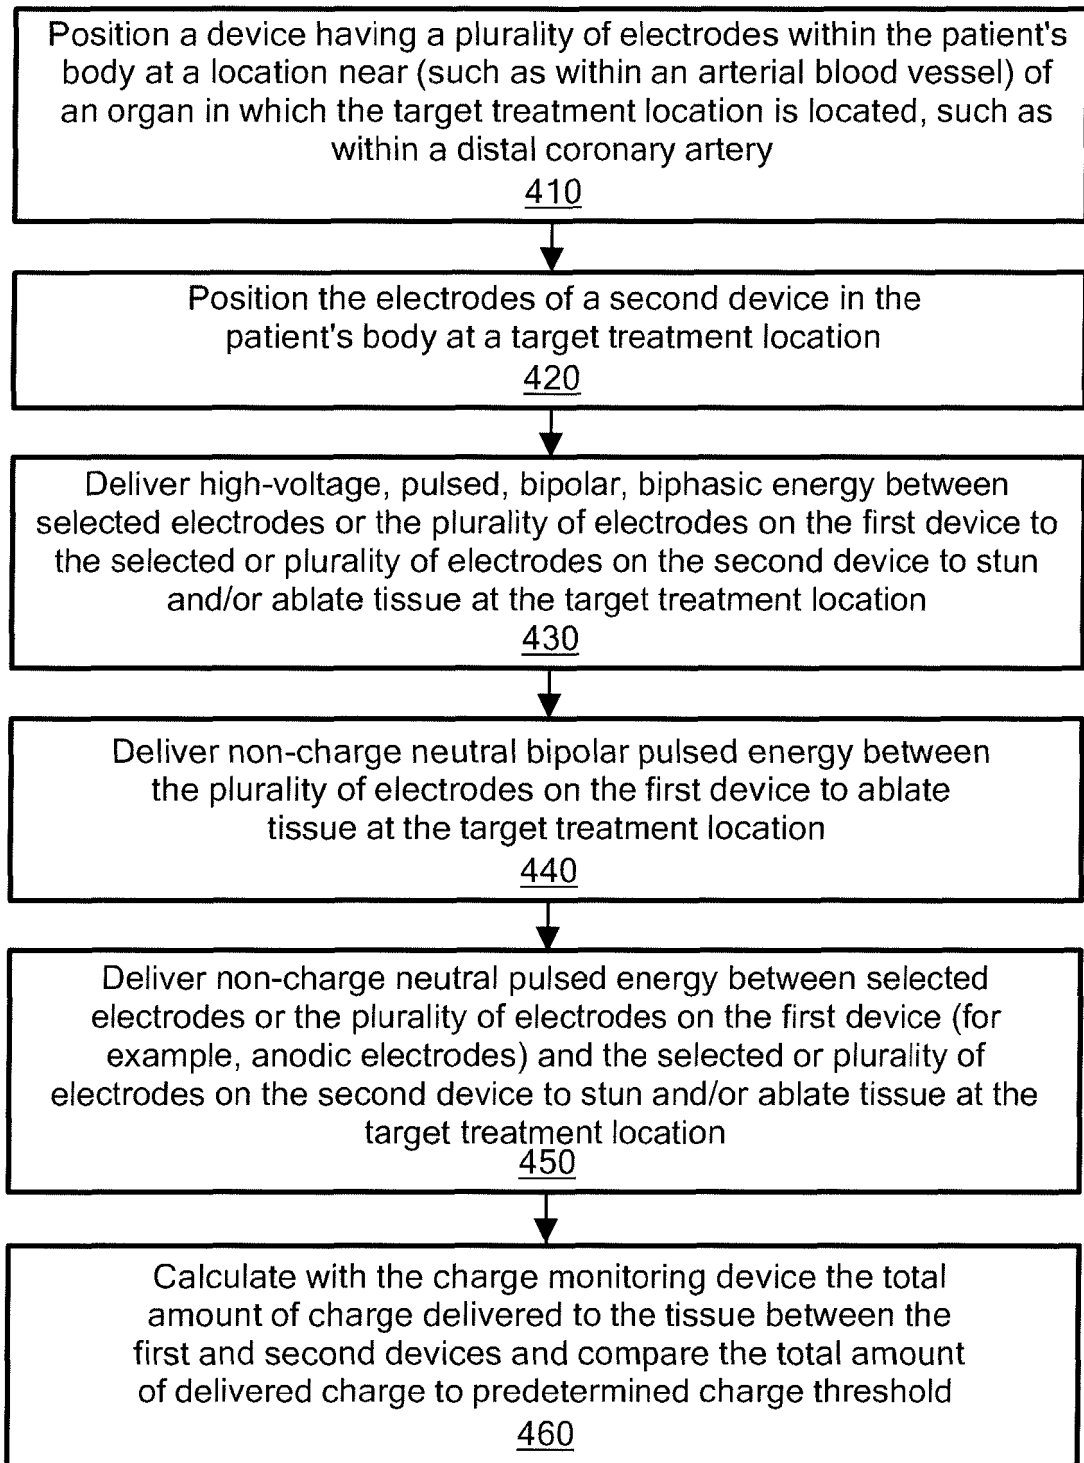 Position a device having a plurality of electrodes within the patient's
body at a location near (such as within an arterial blood vessel) of
an organ in which the target treatment location is located, such as
within a distal coronary artery
410
Position the electrodes of a second device in the
patient's body at a target treatment location
420
Deliver high-voltage, pulsed, bipolar, biphasic energy between
selected electrodes or the plurality of electrodes on the first device to
the selected or plurality of electrodes on the second device to stun
and/or ablate tissue at the target treatment location
430
Deliver non-charge neutral bipolar pulsed energy between
the plurality of electrodes on the first device to ablate
tissue at the target treatment location
440
Deliver non-charge neutral pulsed energy between selected
electrodes or the plurality of electrodes on the first device (for
example, anodic electrodes) and the selected or plurality of
electrodes on the second device to stun and/or ablate tissue at the
target treatment location
450
Calculate with the charge monitoring device the total
amount of charge delivered to the tissue between the
first and second devices and compare the total amount
of delivered charge to predetermined charge threshold
460